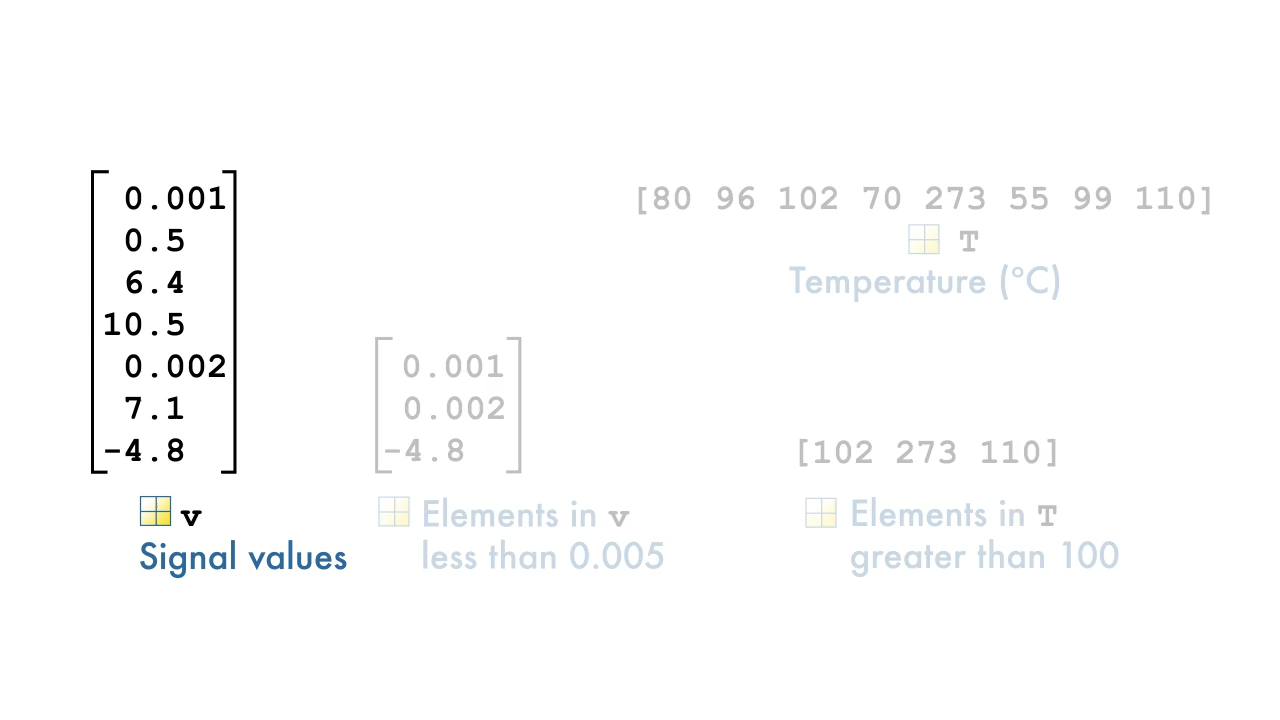 0.001
0.5
6.4
10.5
0.002
7.1
-4.8
v
Signal values
0.001
0.002
-4.8
Elements in v
less than 0.005
[80 96 102 70 273 55 99 110]
T
Temperature (°C)
[102 273 110]
Elements in T
greater than 100